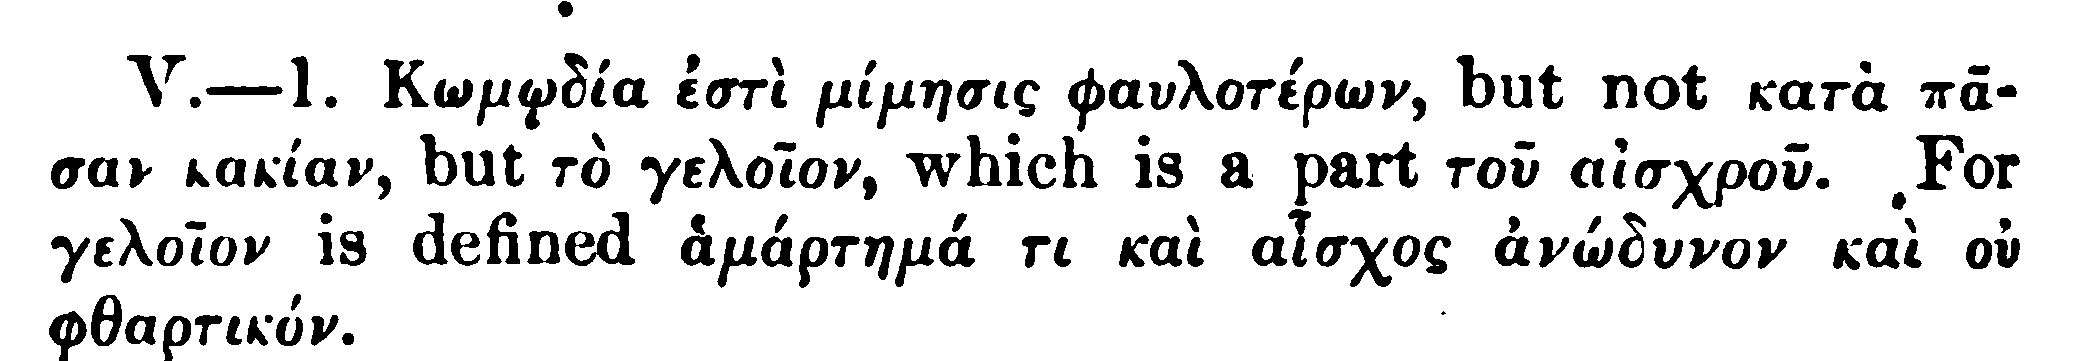 V.—1. Κωμῳδία ἐστὶ μίμησις φαυλοτέρων, but not κατὰ πᾶ-
σαν κακίαν, but τὸ γελοῖον, which is a part τοῦ αἰσχροῦ. For
γελοῖον is defined ἁμάρτημά τι καὶ αἶσχος ἀνώδυνον καὶ οὐ
φθαρτικόν.